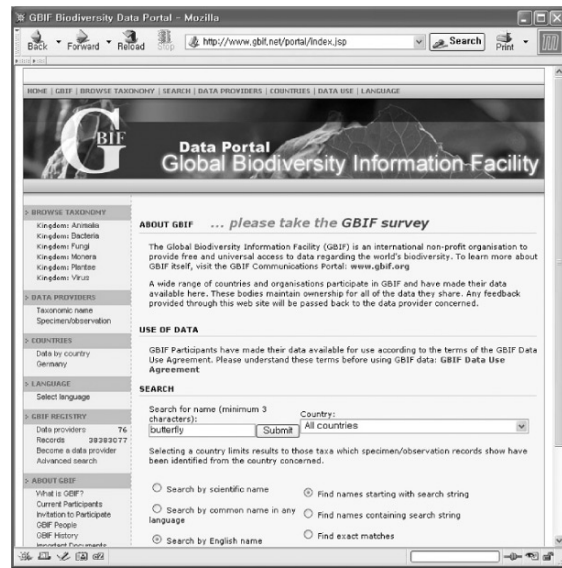 GBIF Biodiversity Data Portal - Mozilla
Back Forward Reload Stop http://www.gbif.net/portal/index.jsp Search Print
HOME | GBIF | BROWSE TAXONOMY | SEARCH | DATA PROVIDERS | COUNTRIES | DATA USE | LANGUAGE
GBIF
Data Portal
Global Biodiversity Information Facility
> BROWSE TAXONOMY
Kingdom: Animalia
Kingdom: Bacteria
Kingdom: Fungi
Kingdom: Monera
Kingdom: Plantae
Kingdom: Virus
> DATA PROVIDERS
Taxonomic name
Specimen/observation
> COUNTRIES
Data by country
Germany
> LANGUAGE
Select language
> GBIF REGISTRY
Data providers 76
Records 38383077
Become a data provider
Advanced search
> ABOUT GBIF
What is GBIF?
Current Participants
Invitation to Participate
GBIF People
GBIF History
Important Documents
ABOUT GBIF ... please take the GBIF survey
The Global Biodiversity Information Facility (GBIF) is an international non-profit organisation to
provide free and universal access to data regarding the world's biodiversity. To learn more about
GBIF itself, visit the GBIF Communications Portal: www.gbif.org
A wide range of countries and organisations participate in GBIF and have made their data
available here. These bodies maintain ownership for all of the data they share. Any feedback
provided through this web site will be passed back to the data provider concerned.
USE OF DATA
GBIF Participants have made their data available for use according to the terms of the GBIF Data
Use Agreement. Please understand these terms before using GBIF data: GBIF Data Use
Agreement
SEARCH
Search for name (minimum 3
characters):
butterfly Submit
Country:
All countries
Selecting a country limits results to those taxa which specimen/observation records show have
been identified from the country concerned.
Search by scientific name
Search by common name in any
language
Search by English name
Find names starting with search string
Find names containing search string
Find exact matches